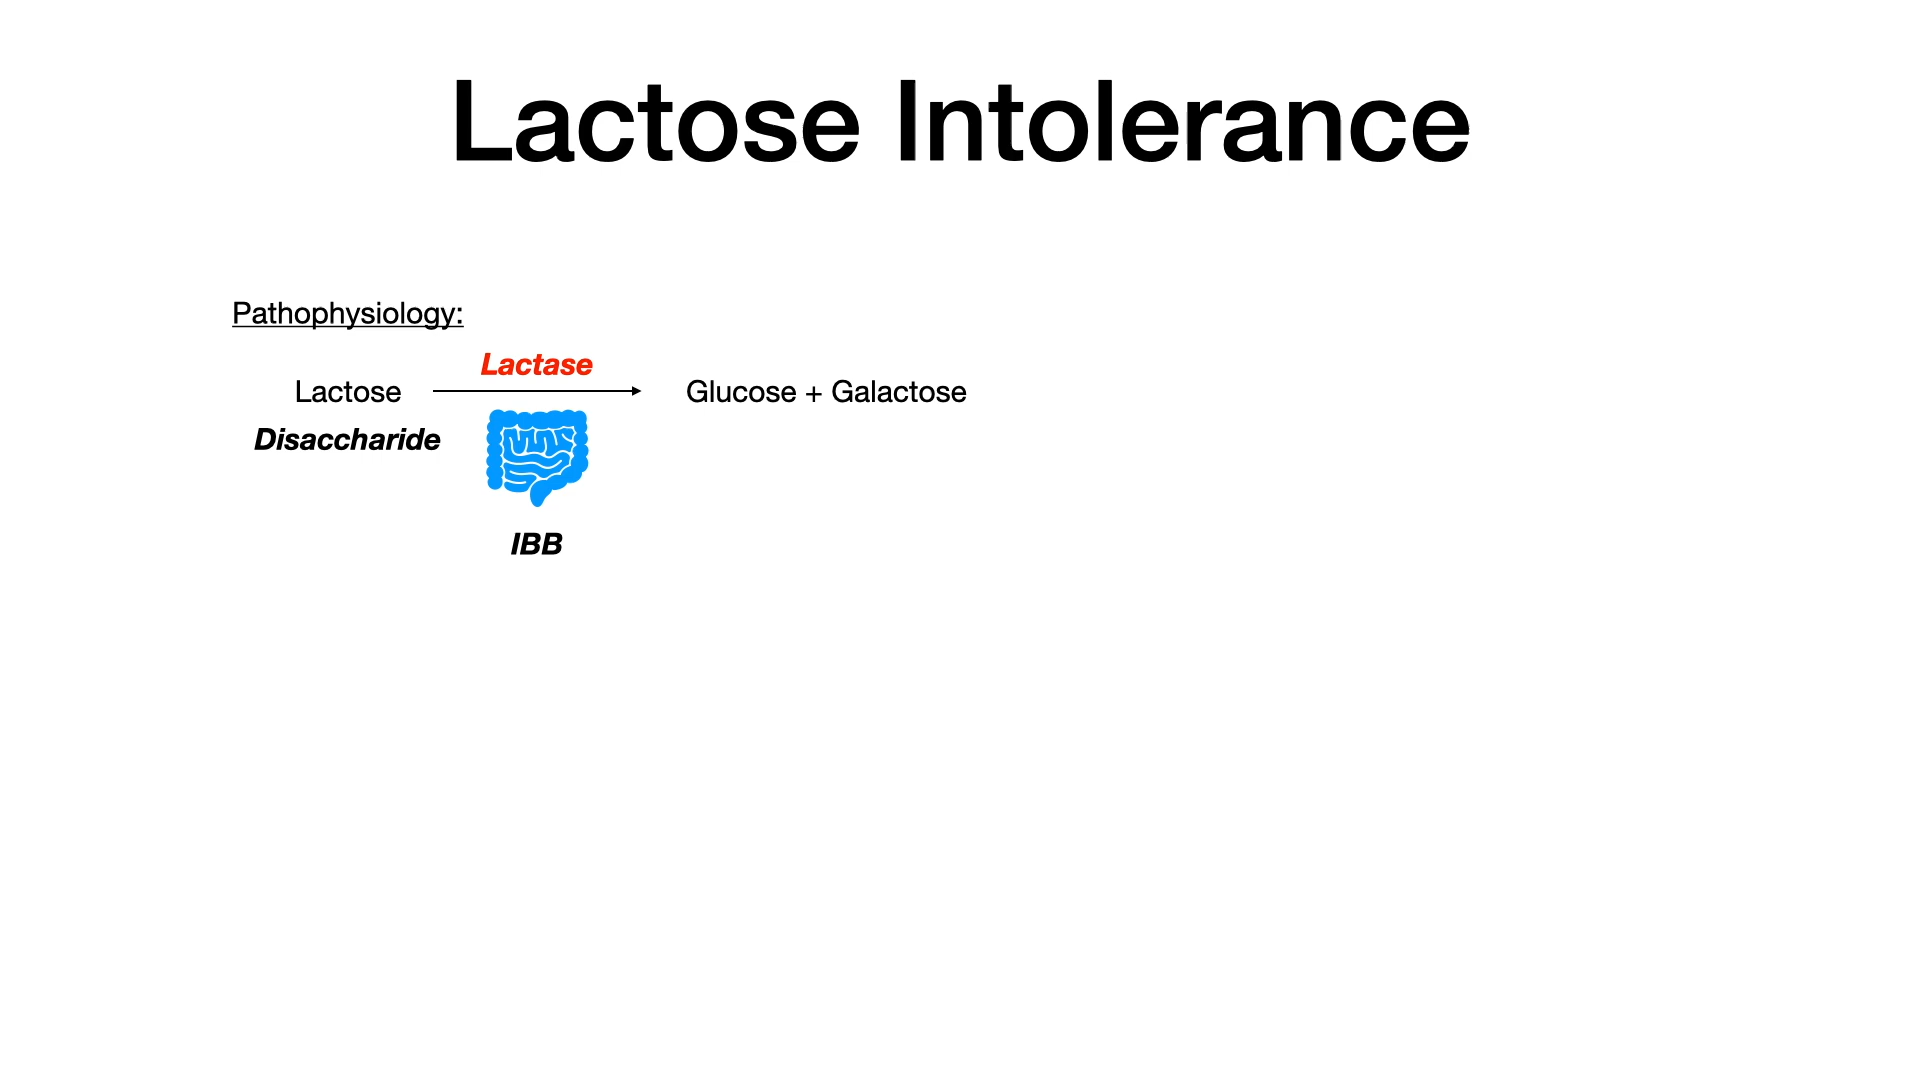 Lactose Intolerance
Pathophysiology:
Lactase
Lactose
Glucose + Galactose
Disaccharide
IBB